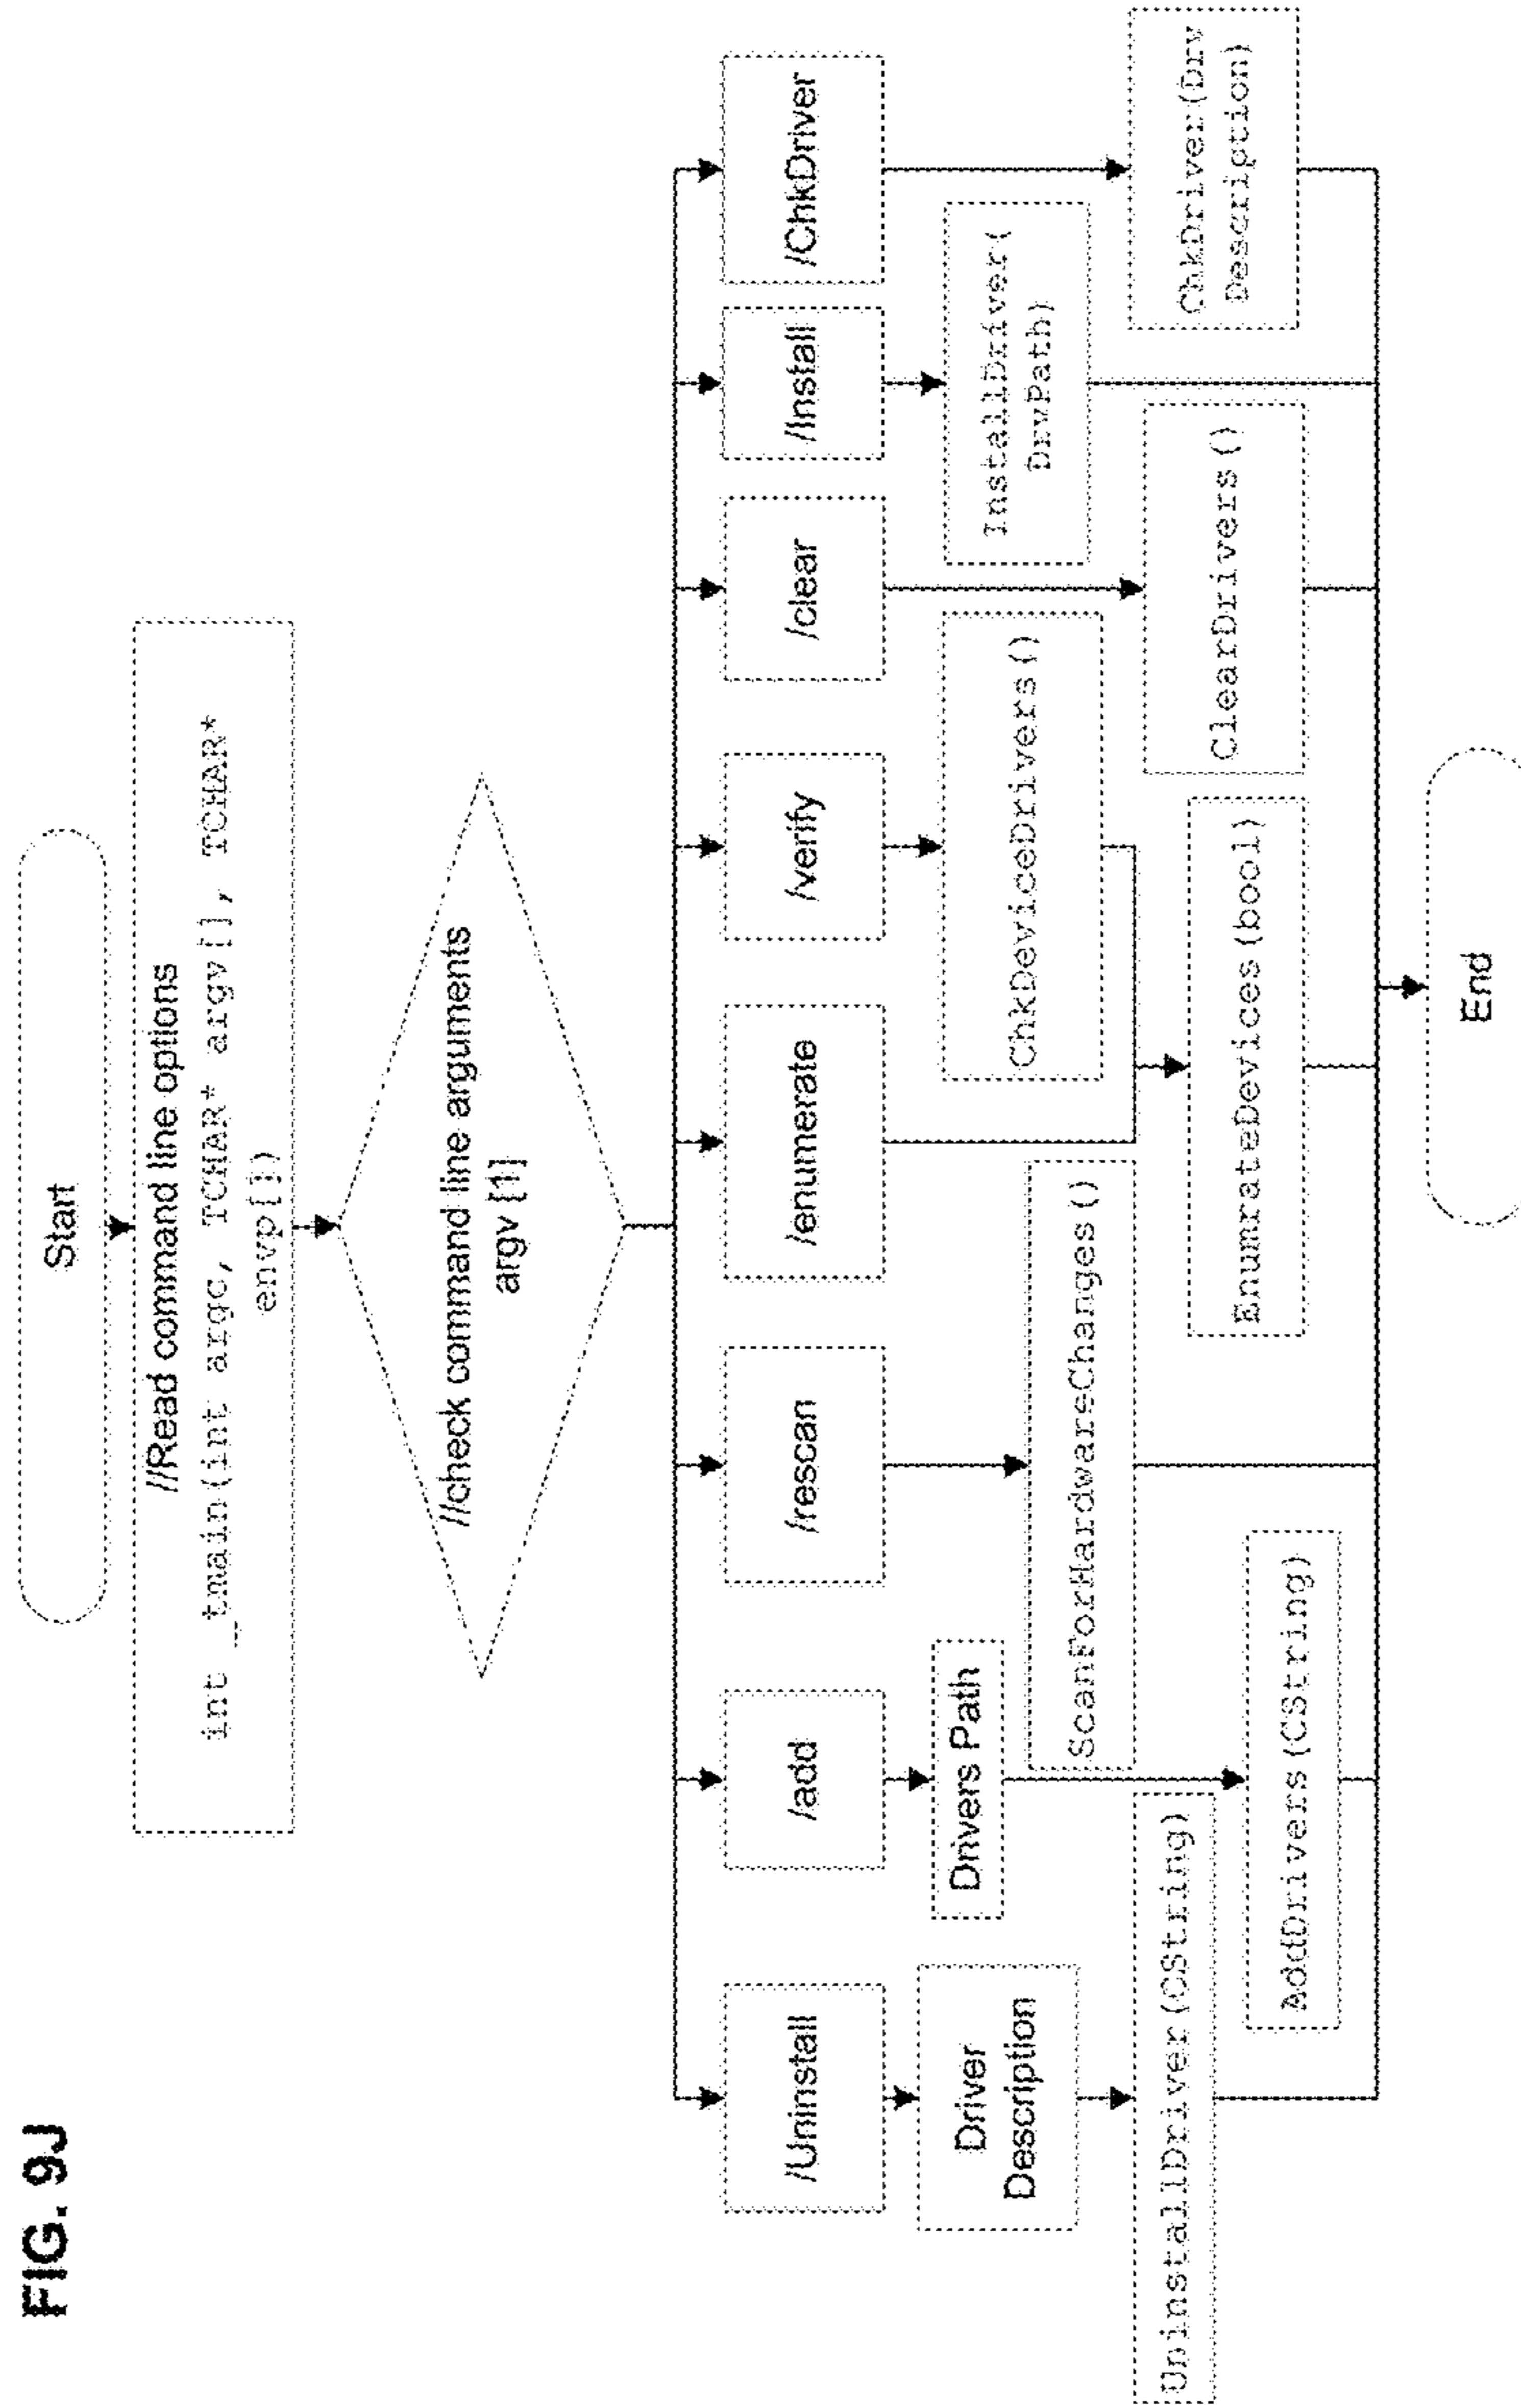 FIG. 9J
Start
//Read command line options
int _tmain(int argc, TCHAR* argv[], TCHAR*
envp[])
//check command line arguments
argv [1]
/Uninstall
/add
/rescan
/enumerate
/verify
/clear
/Install
/ChkDriver
Driver
Description
Drivers Path
ScanForHardwareChanges()
ChkDeviceDrivers()
InstallDriver(
DrvPath)
UninstallDriver(CString)
AddDrivers(CString)
EnumrateDevices(bool)
ClearDrivers()
ChkDriver(Drv
Description)
End